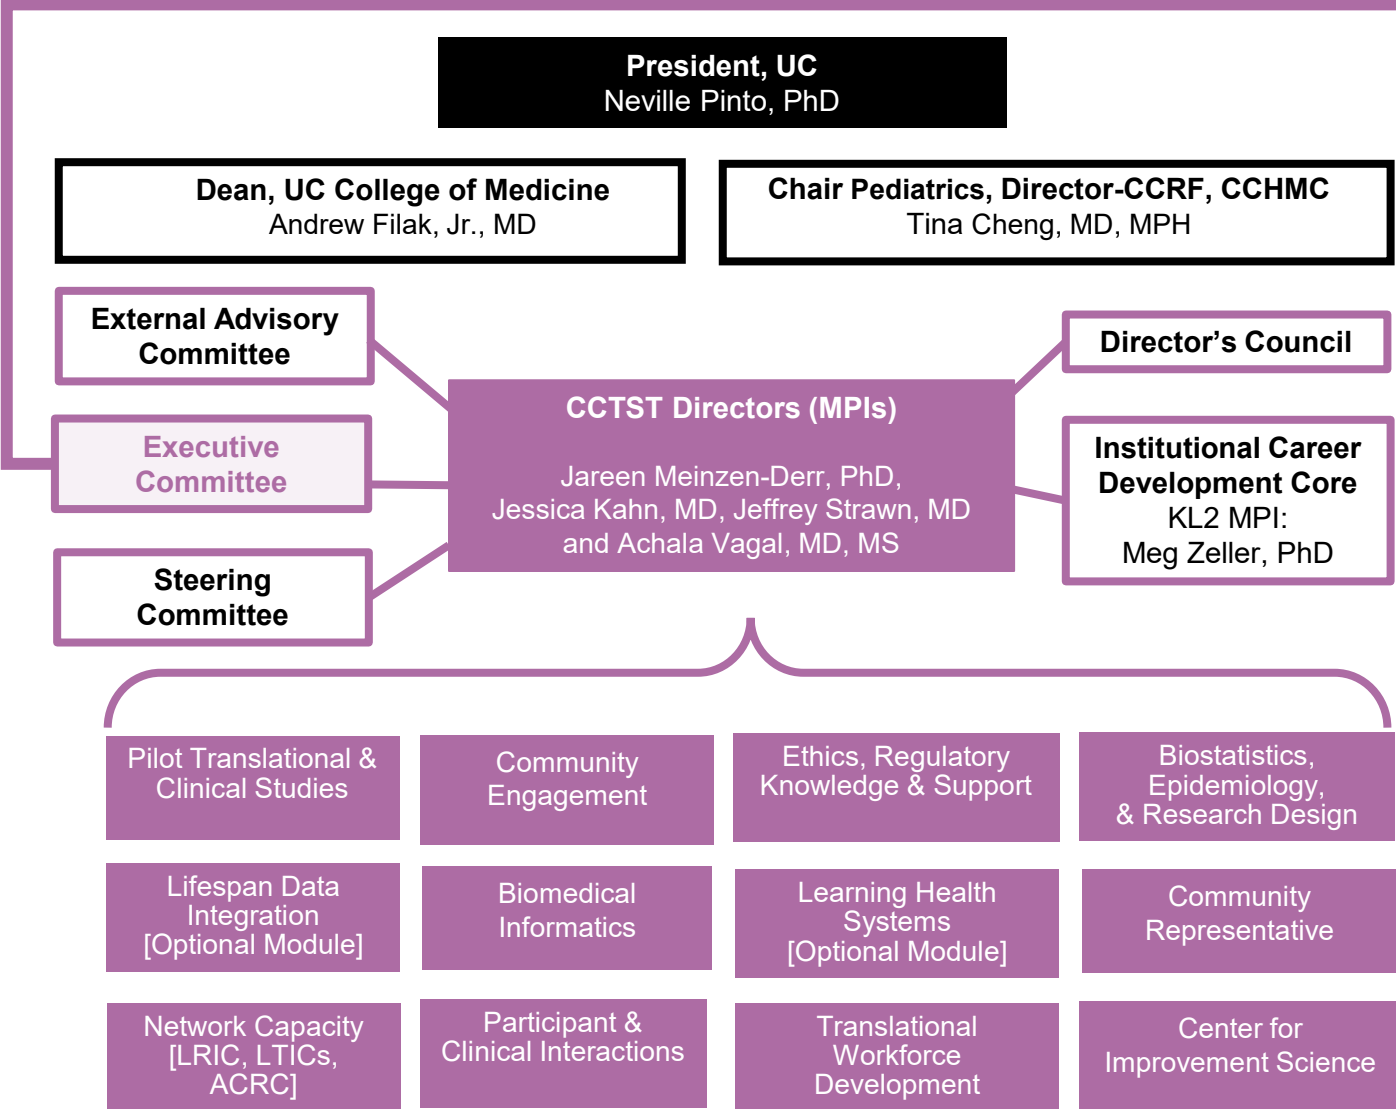 President, UC
Neville Pinto, PhD
Dean, UC College of Medicine
Andrew Filak, Jr., MD
Chair Pediatrics, Director-CCRF, CCHMC
Tina Cheng, MD, MPH
External Advisory
Committee
Executive
Committee
Steering
Committee
CCTST Directors (MPIs)
Jareen Meinzen-Derr, PhD,
Jessica Kahn, MD, Jeffrey Strawn, MD
and Achala Vagal, MD, MS
Director’s Council
Institutional Career
Development Core
KL2 MPI:
Meg Zeller, PhD
Pilot Translational &
Clinical Studies
Community
Engagement
Ethics, Regulatory
Knowledge & Support
Biostatistics,
Epidemiology,
& Research Design
Lifespan Data
Integration
[Optional Module]
Biomedical
Informatics
Learning Health
Systems
[Optional Module]
Community
Representative
Network Capacity
[LRIC, LTICs,
ACRC]
Participant &
Clinical Interactions
Translational
Workforce
Development
Center for
Improvement Science